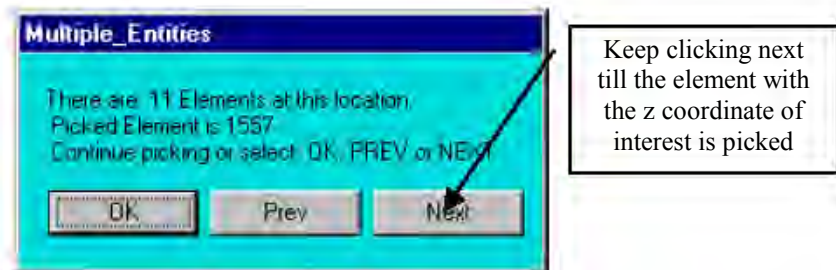 Multiple_Entities
There are 11 Elements at this location.
Picked Element is 1557
Continue picking or select OK, PREV or NEXT
OK
Prev
Next
Keep clicking next
till the element with
the z coordinate of
interest is picked